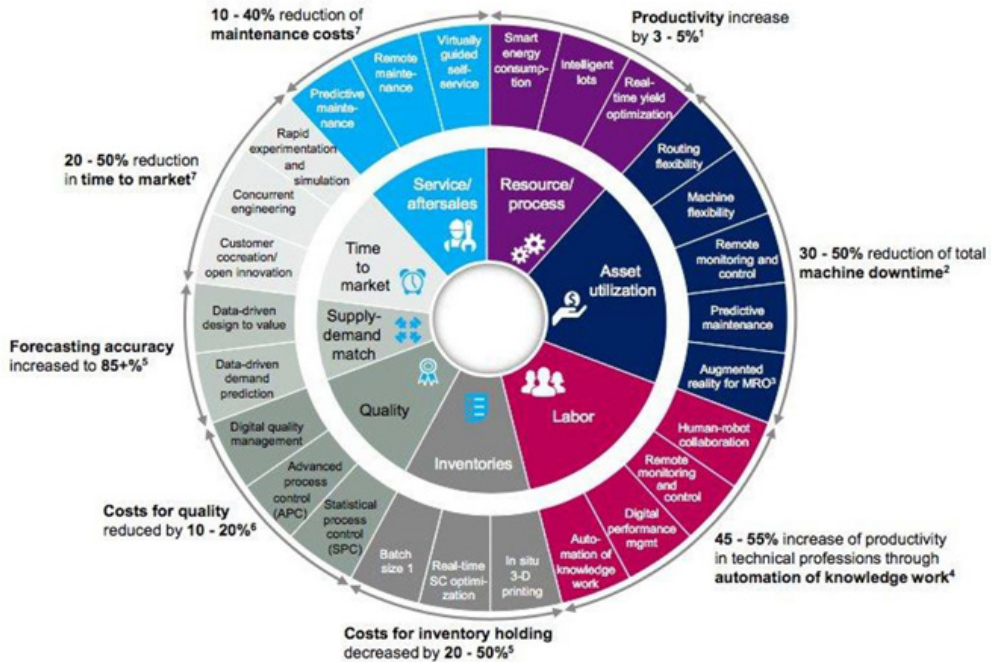 10 - 40% reduction of
maintenance costs⁷
Productivity increase
by 3 - 5%¹
Smart
energy
consump-
tion
Intelligent
lots
Real-
time yield
optimization
Routing
flexibility
Machine
flexibility
Remote
monitoring and
control
Predictive
maintenance
Augmented
reality for MRO³
30 - 50% reduction of total
machine downtime²
Human-robot
collaboration
Remote
monitoring and
control
Digital
performance
mgmt
Auto-
mation of
knowledge
work
45 - 55% increase of productivity
in technical professions through
automation of knowledge work⁴
In situ
3-D
printing
Real-time
SC optimi-
zation
Batch
size 1
Costs for inventory holding
decreased by 20 - 50%⁵
Statistical
process
control
(SPC)
Advanced
process
control
(APC)
Digital quality
management
Costs for quality
reduced by 10 - 20%⁶
Data-driven
demand
prediction
Data-driven
design to value
Forecasting accuracy
increased to 85+%⁵
Customer
cocreation/
open innovation
Concurrent
engineering
Rapid
experimentation
and
simulation
20 - 50% reduction
in time to market⁷
Predictive
mainte-
nance
Remote
mainte-
nance
Virtually
guided
self-
service
Service/
aftersales
Resource/
process
Asset
utilization
Labor
Inventories
Quality
Supply-
demand
match
Time
to
market